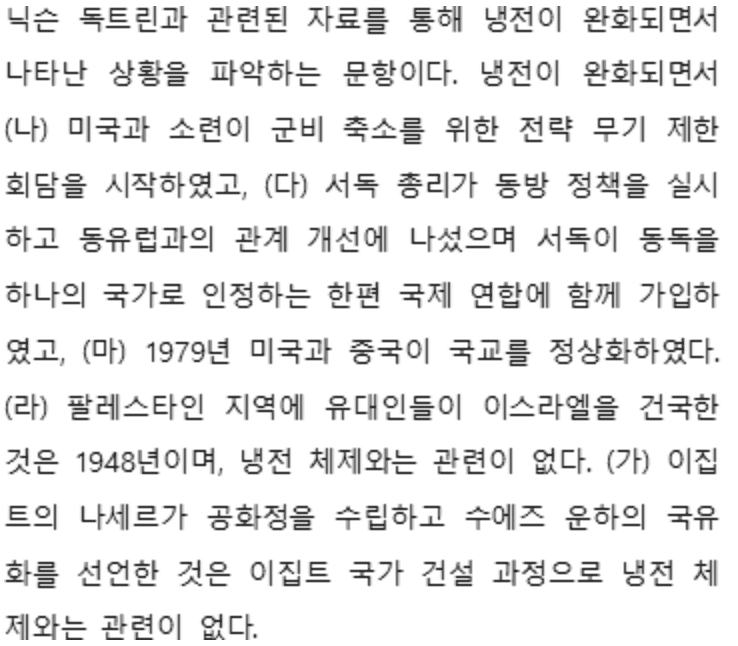 닉슨 독트린과 관련된 자료를 통해 냉전이 완화되면서
나타난 상황을 파악하는 문항이다. 냉전이 완화되면서
(나) 미국과 소련이 군비 축소를 위한 전략 무기 제한
회담을 시작하였고, (다) 서독 총리가 동방 정책을 실시
하고 동유럽과의 관계 개선에 나섰으며 서독이 동독을
하나의 국가로 인정하는 한편 국제 연합에 함께 가입하
였고, (마) 1979년 미국과 중국이 국교를 정상화하였다.
(라) 팔레스타인 지역에 유대인들이 이스라엘을 건국한
것은 1948년이며, 냉전 체제와는 관련이 없다. (가) 이집
트의 나세르가 공화정을 수립하고 수에즈 운하의 국유
화를 선언한 것은 이집트 국가 건설 과정으로 냉전 체
제와는 관련이 없다.